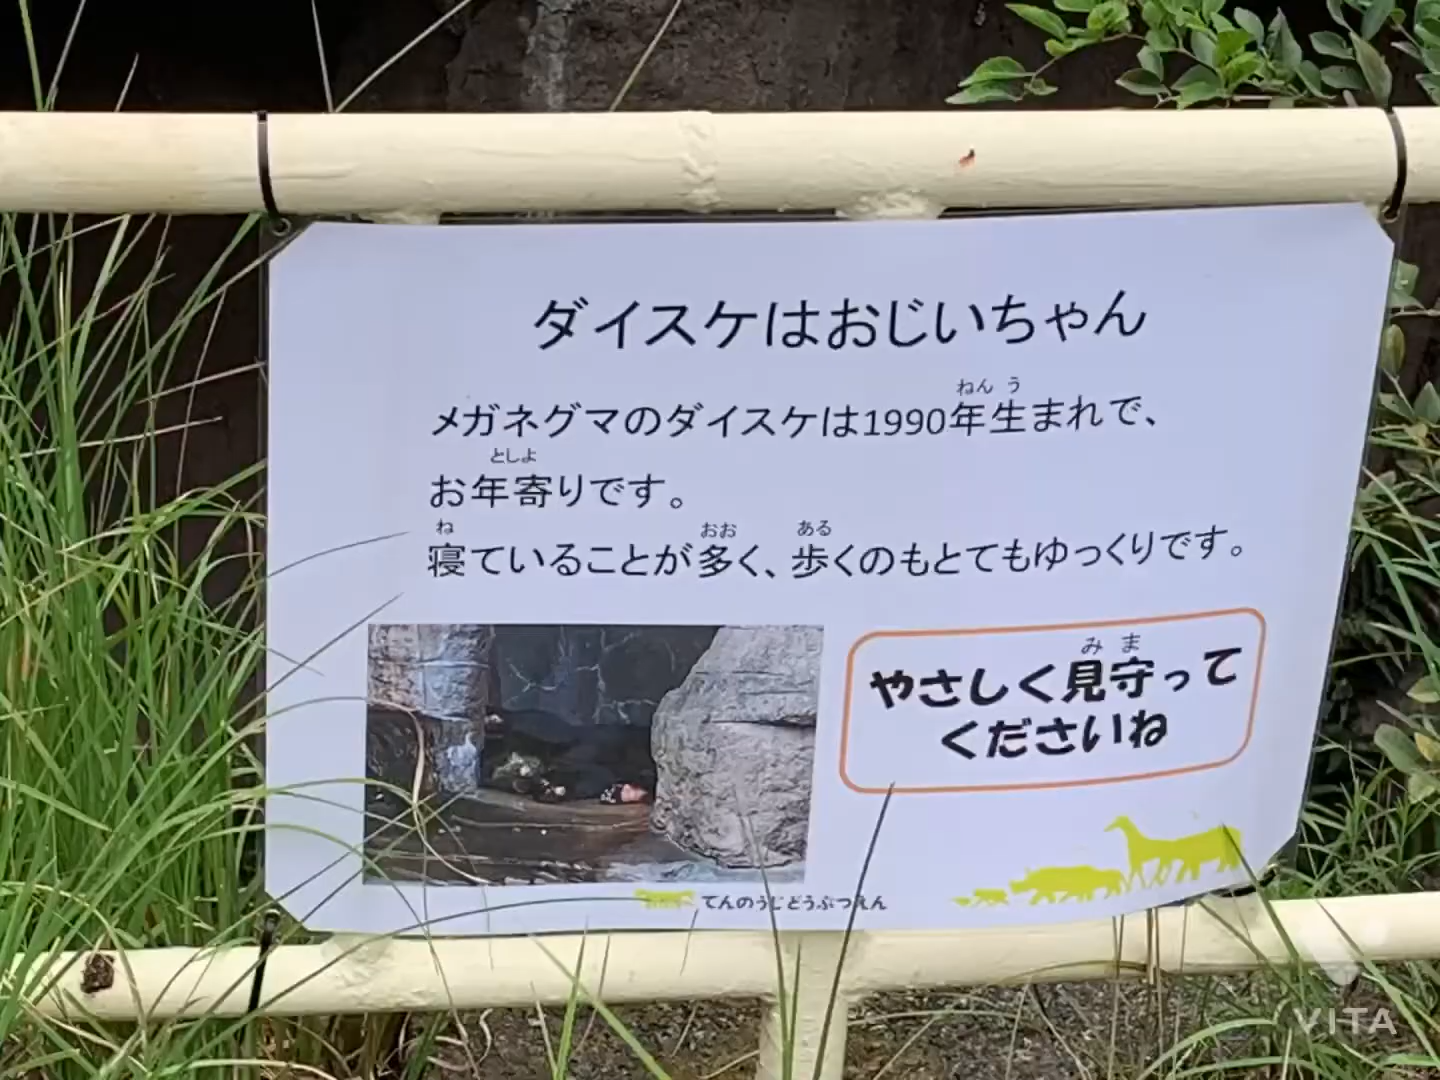 ダイスケはおじいちゃん
ねん う
メガネグマのダイスケは1990年生まれで、
としよ
お年寄りです。
ね おお ある
寝ていることが多く、歩くのもとてもゆっくりです。
み ま
やさしく見守って
くださいね
てんのうじどうぶつえん
VITA